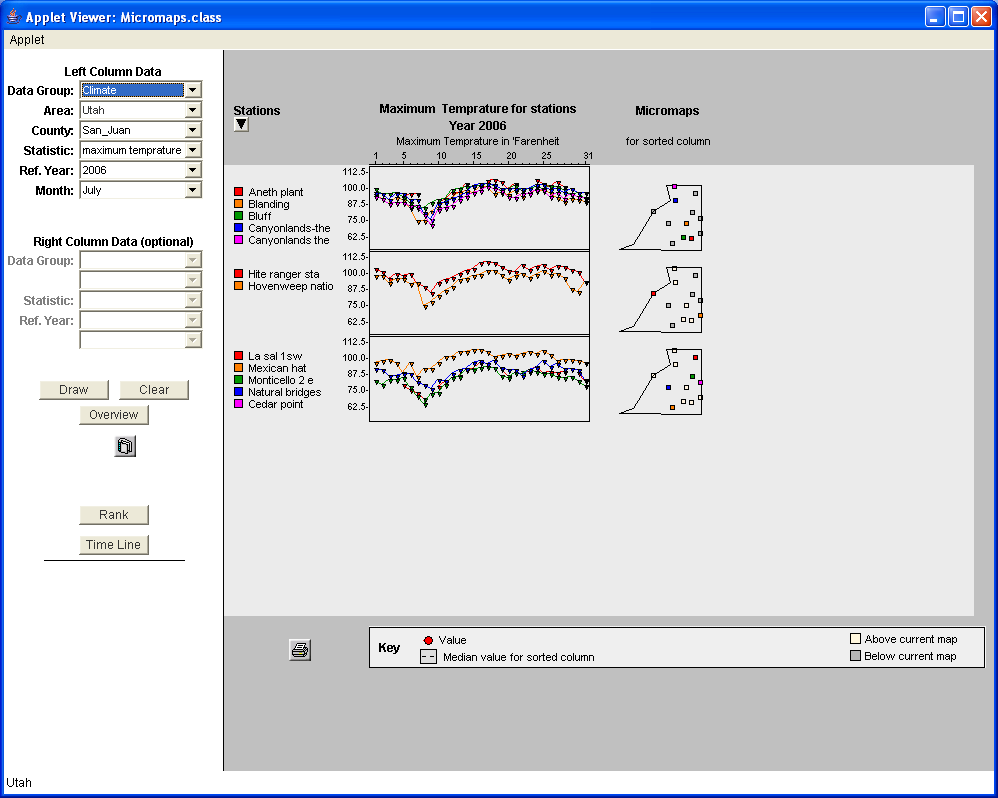 Applet Viewer: Micromaps.class
Applet
Left Column Data
Data Group: Climate
Area: Utah
County: San_Juan
Statistic: maximum temprature
Ref. Year: 2006
Month: July
Right Column Data (optional)
Data Group:
Statistic:
Ref. Year:
Draw Clear
Overview
Rank
Time Line
Stations
Maximum Temprature for stations
Year 2006
Maximum Temprature in 'Farenheit
1 5 10 15 20 25 31
Micromaps
for sorted column
Aneth plant
Blanding
Bluff
Canyonlands-the
Canyonlands the
112.5
100.0
87.5
75.0
62.5
Hite ranger sta
Hovenweep natio
112.5
100.0
87.5
75.0
62.5
La sal 1sw
Mexican hat
Monticello 2 e
Natural bridges
Cedar point
112.5
100.0
87.5
75.0
62.5
Key
Value
Median value for sorted column
Above current map
Below current map
Utah